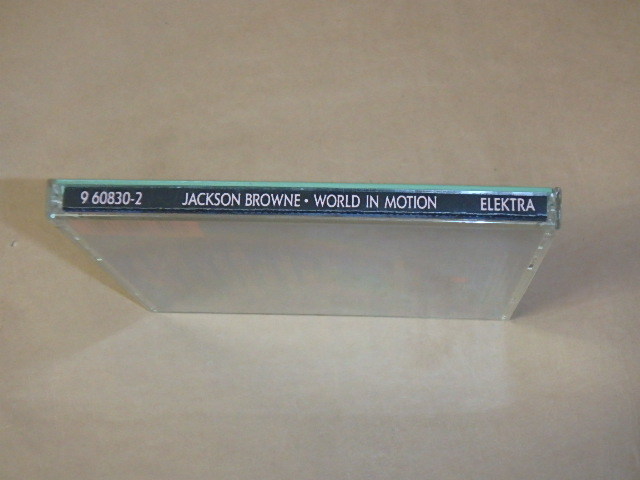 9 60830-2 JACKSON BROWNE • WORLD IN MOTION ELEKTRA